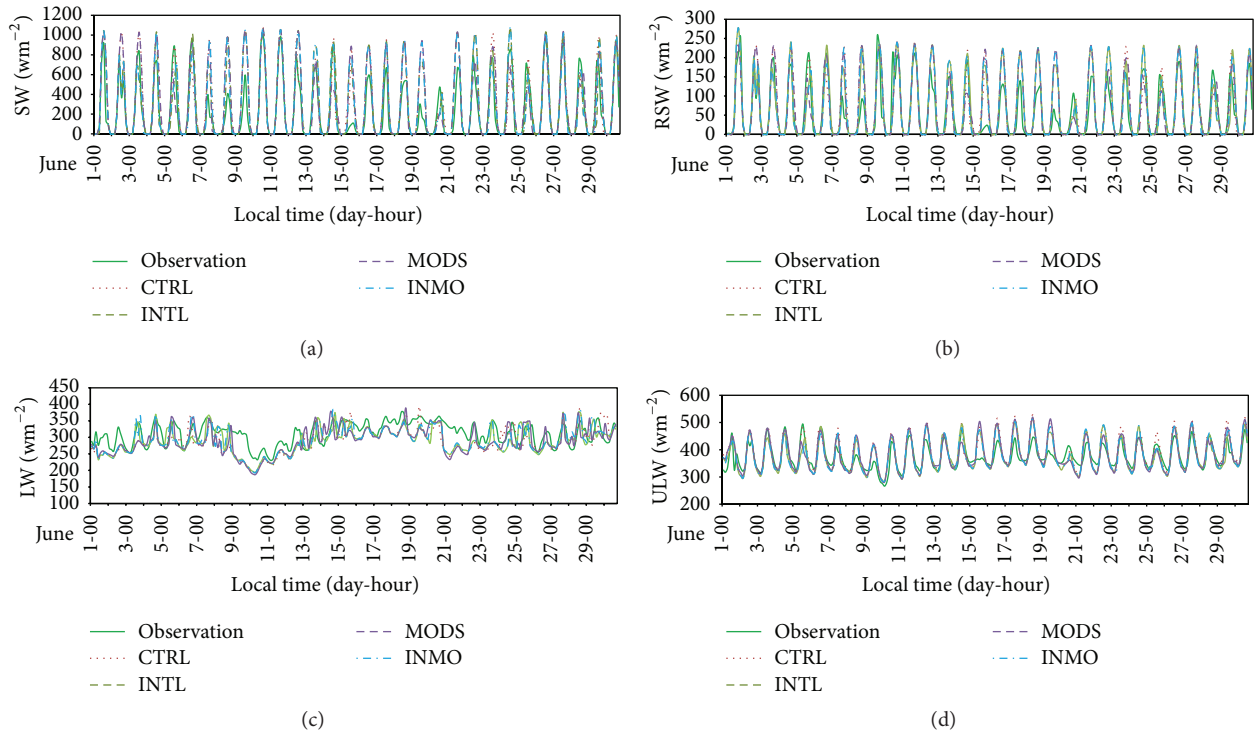 SW (wm−2)
1200
1000
800
600
400
200
0
June
1-00
3-00
5-00
7-00
9-00
11-00
13-00
15-00
17-00
19-00
21-00
23-00
25-00
27-00
29-00
Local time (day-hour)
Observation
CTRL
INTL
MODS
INMO
(a)
RSW (wm−2)
300
250
200
150
100
50
0
June
1-00
3-00
5-00
7-00
9-00
11-00
13-00
15-00
17-00
19-00
21-00
23-00
25-00
27-00
29-00
Local time (day-hour)
Observation
CTRL
INTL
MODS
INMO
(b)
LW (wm−2)
450
400
350
300
250
200
150
100
June
1-00
3-00
5-00
7-00
9-00
11-00
13-00
15-00
17-00
19-00
21-00
23-00
25-00
27-00
29-00
Local time (day-hour)
Observation
CTRL
INTL
MODS
INMO
(c)
ULW (wm−2)
600
500
400
300
200
June
1-00
3-00
5-00
7-00
9-00
11-00
13-00
15-00
17-00
19-00
21-00
23-00
25-00
27-00
29-00
Local time (day-hour)
Observation
CTRL
INTL
MODS
INMO
(d)